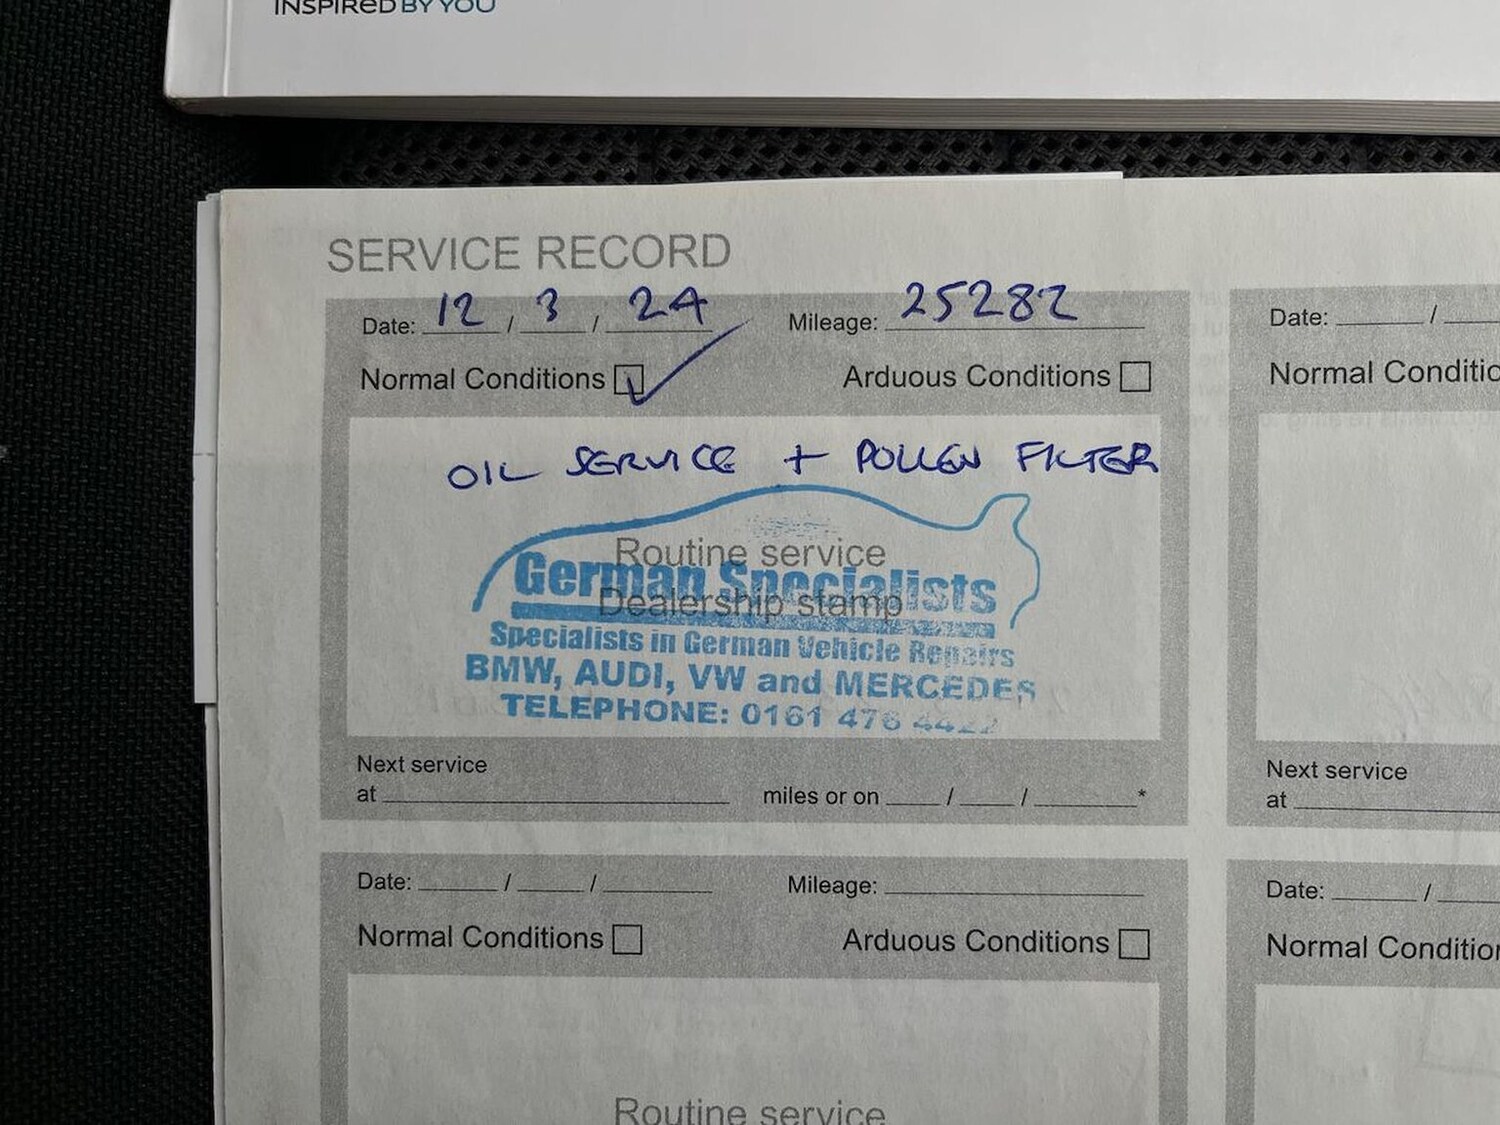 INSPIRED BY YOU
SERVICE RECORD
Date: 12 / 3 / 24 Mileage: 25282
Normal Conditions Arduous Conditions
OIL SERVICE + POLLEN FILTER
Routine service
German Specialists
Dealership stamp
Specialists in German Vehicle Repairs
BMW, AUDI, VW and MERCEDES
TELEPHONE: 0161 476 4422
Next service
at miles or on / / *
Date: / / Mileage:
Normal Conditions Arduous Conditions
Routine service
Date: /
Normal Conditio
Next service
at
Date: /
Normal Condition